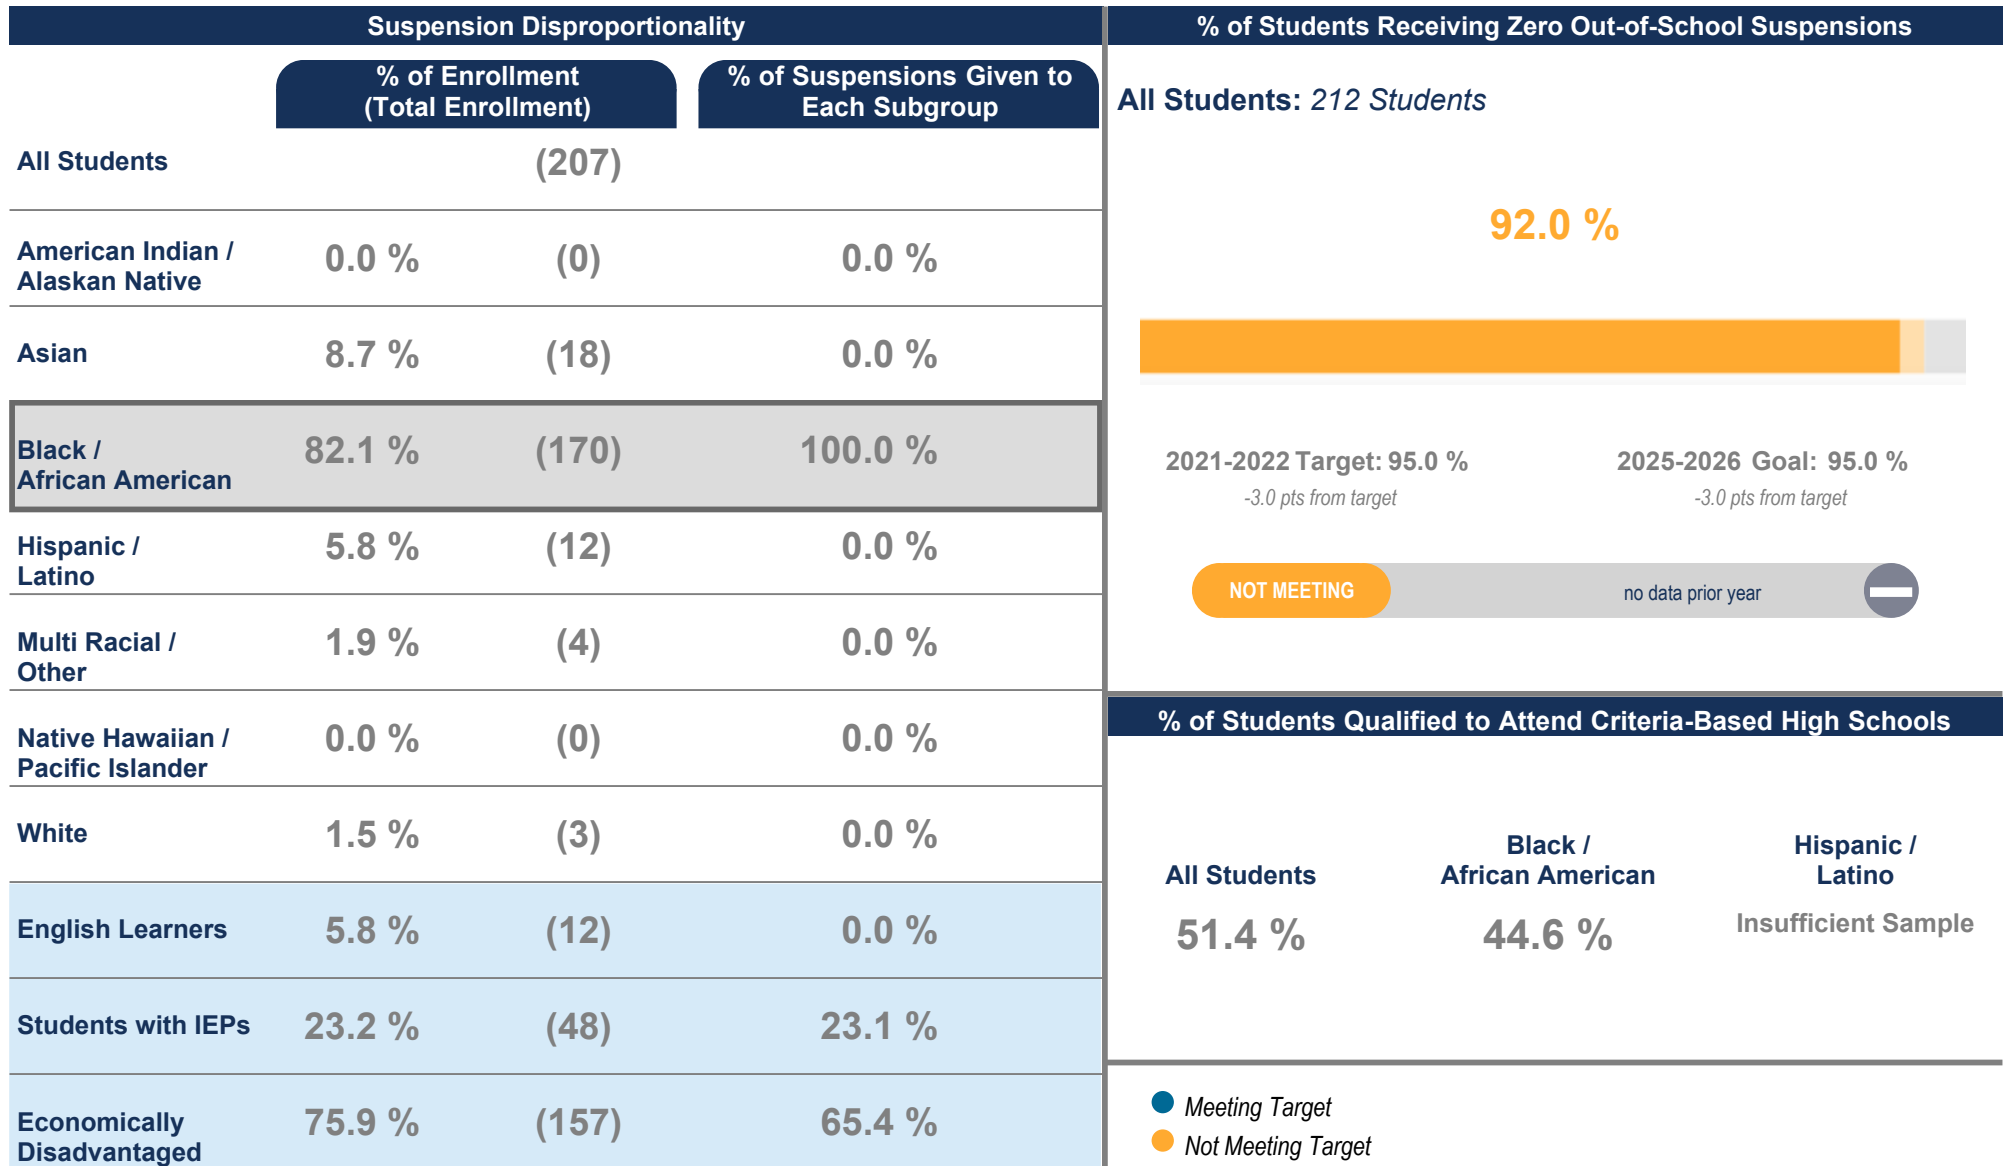 Suspension Disproportionality
% of Enrollment
(Total Enrollment)
% of Suspensions Given to
Each Subgroup
All Students (207)
American Indian /
Alaskan Native
0.0 % (0) 0.0 %
Asian 8.7 % (18) 0.0 %
Black /
African American
82.1 % (170) 100.0 %
Hispanic /
Latino
5.8 % (12) 0.0 %
Multi Racial /
Other
1.9 % (4) 0.0 %
Native Hawaiian /
Pacific Islander
0.0 % (0) 0.0 %
White 1.5 % (3) 0.0 %
English Learners 5.8 % (12) 0.0 %
Students with IEPs 23.2 % (48) 23.1 %
Economically
Disadvantaged
75.9 % (157) 65.4 %
% of Students Receiving Zero Out-of-School Suspensions
All Students: 212 Students
92.0 %
2021-2022 Target: 95.0 %
-3.0 pts from target
2025-2026 Goal: 95.0 %
-3.0 pts from target
NOT MEETING
no data prior year
% of Students Qualified to Attend Criteria-Based High Schools
All Students
51.4 %
Black /
African American
44.6 %
Hispanic /
Latino
Insufficient Sample
Meeting Target
Not Meeting Target